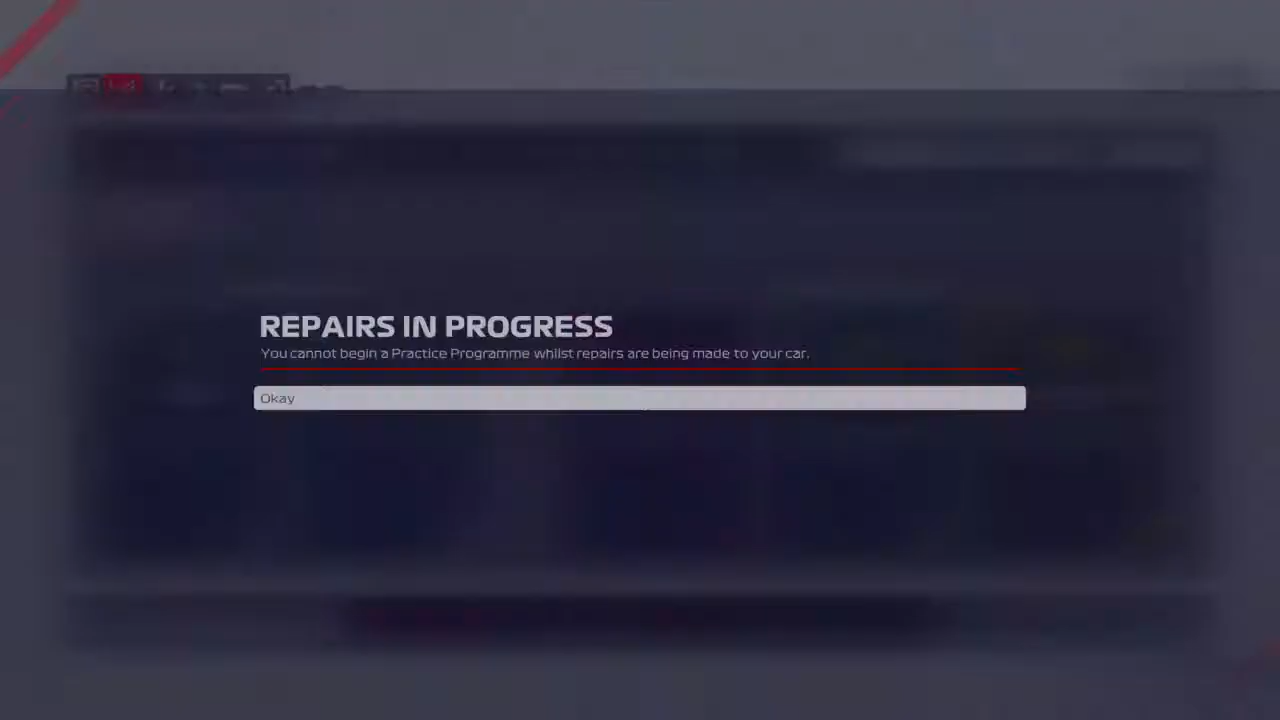 REPAIRS IN PROGRESS
You cannot begin a Practice Programme whilst repairs are being made to your car.
Okay